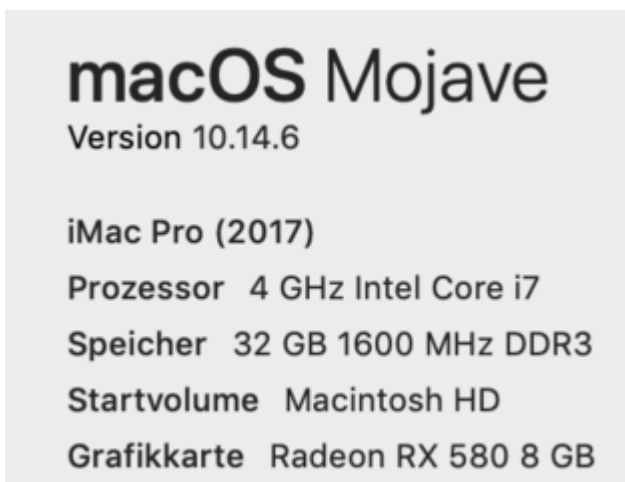 macOS Mojave
Version 10.14.6
iMac Pro (2017)
Prozessor 4 GHz Intel Core i7
Speicher 32 GB 1600 MHz DDR3
Startvolume Macintosh HD
Grafikkarte Radeon RX 580 8 GB